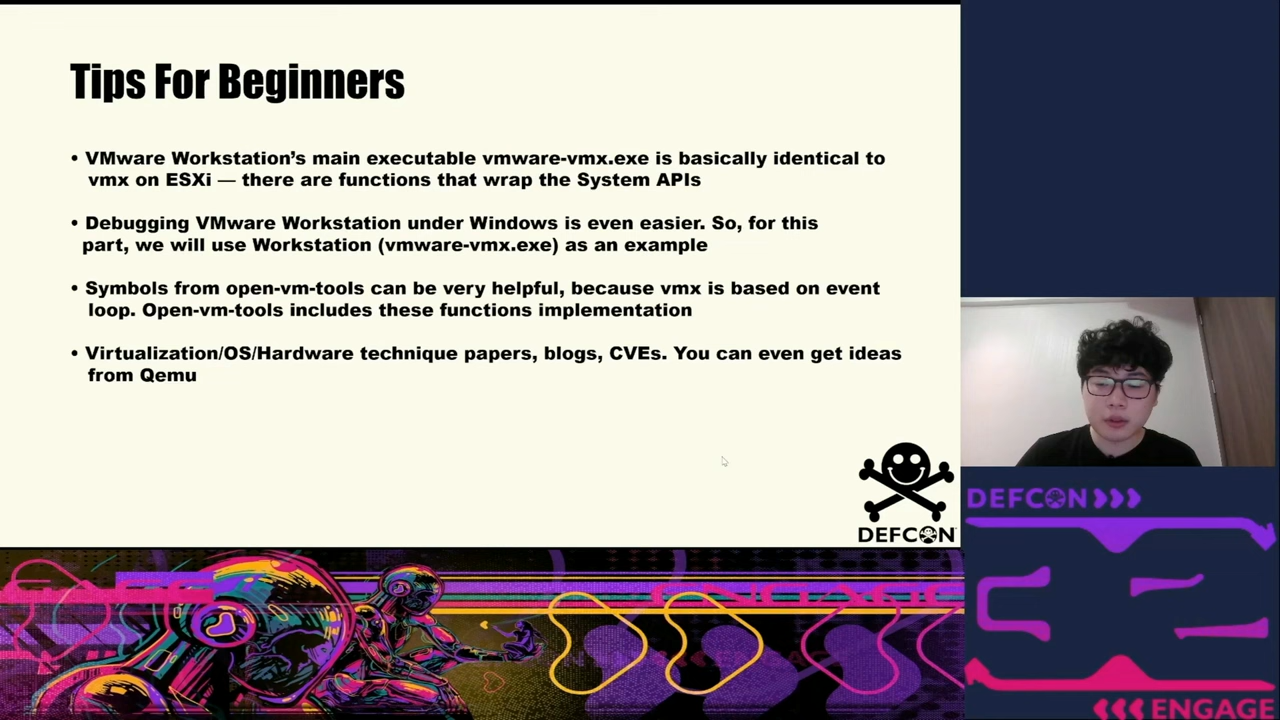 Tips For Beginners
• VMware Workstation’s main executable vmware-vmx.exe is basically identical to
vmx on ESXi — there are functions that wrap the System APIs
• Debugging VMware Workstation under Windows is even easier. So, for this
part, we will use Workstation (vmware-vmx.exe) as an example
• Symbols from open-vm-tools can be very helpful, because vmx is based on event
loop. Open-vm-tools includes these functions implementation
• Virtualization/OS/Hardware technique papers, blogs, CVEs. You can even get ideas
from Qemu
DEFCON
DEFCON
ENGAGE